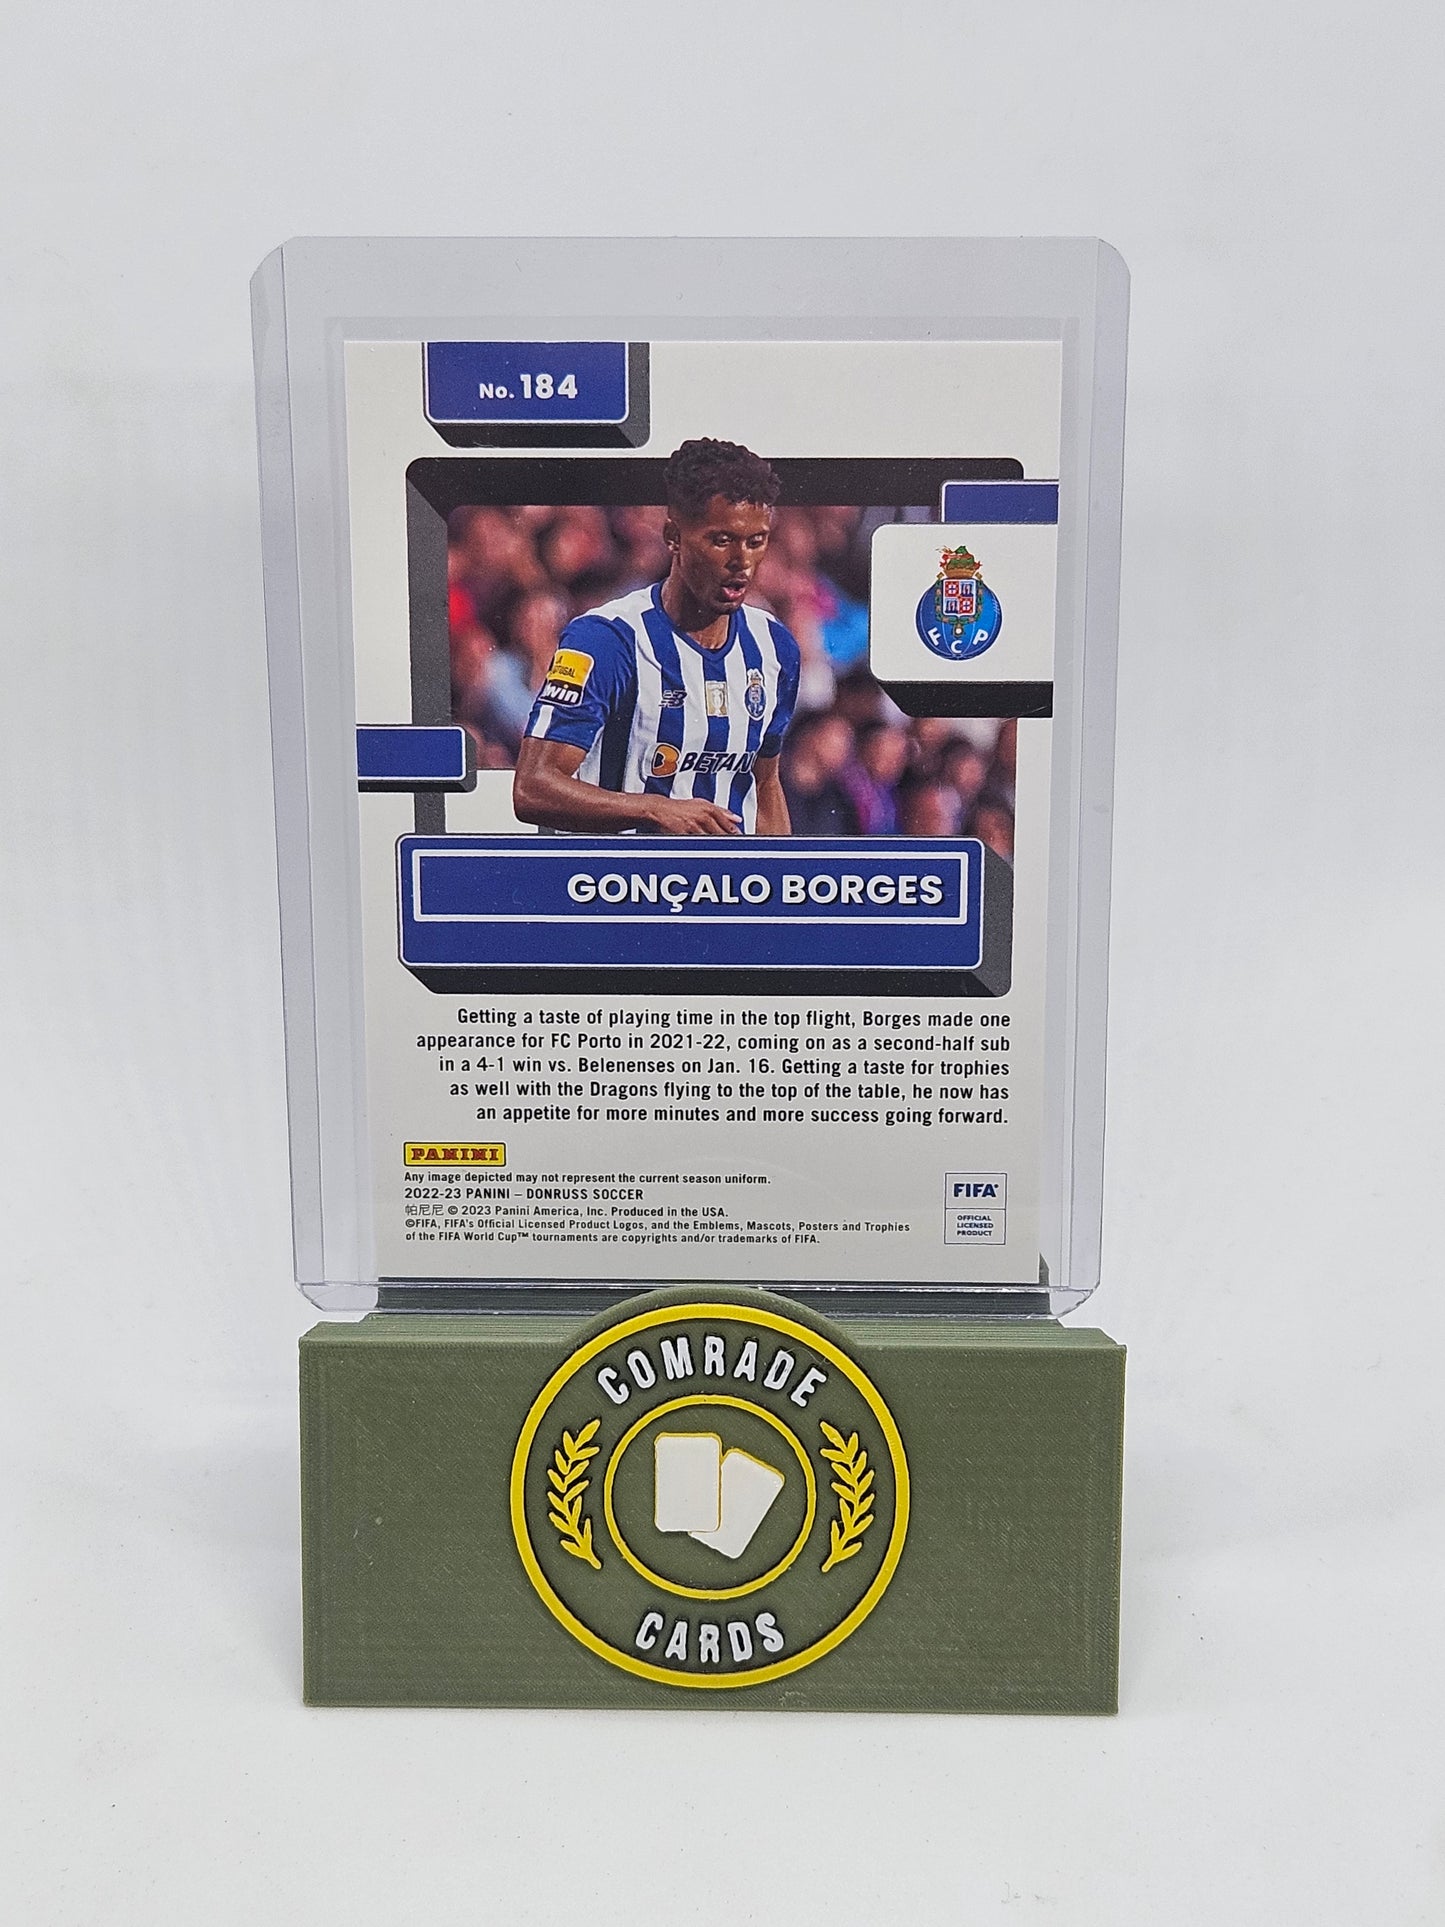 No. 184
FCP
PORTUGAL
bwin
BETANO
GONÇALO BORGES
Getting a taste of playing time in the top flight, Borges made one
appearance for FC Porto in 2021-22, coming on as a second-half sub
in a 4-1 win vs. Belenenses on Jan. 16. Getting a taste for trophies
as well with the Dragons flying to the top of the table, he now has
an appetite for more minutes and more success going forward.
PANINI
Any image depicted may not represent the current season uniform.
2022-23 PANINI – DONRUSS SOCCER
帕尼尼 © 2023 Panini America, Inc. Produced in the USA.
©FIFA, FIFA's Official Licensed Product Logos, and the Emblems, Mascots, Posters and Trophies
of the FIFA World Cup™ tournaments are copyrights and/or trademarks of FIFA.
FIFA®
OFFICIAL
LICENSED
PRODUCT
COMRADE
CARDS